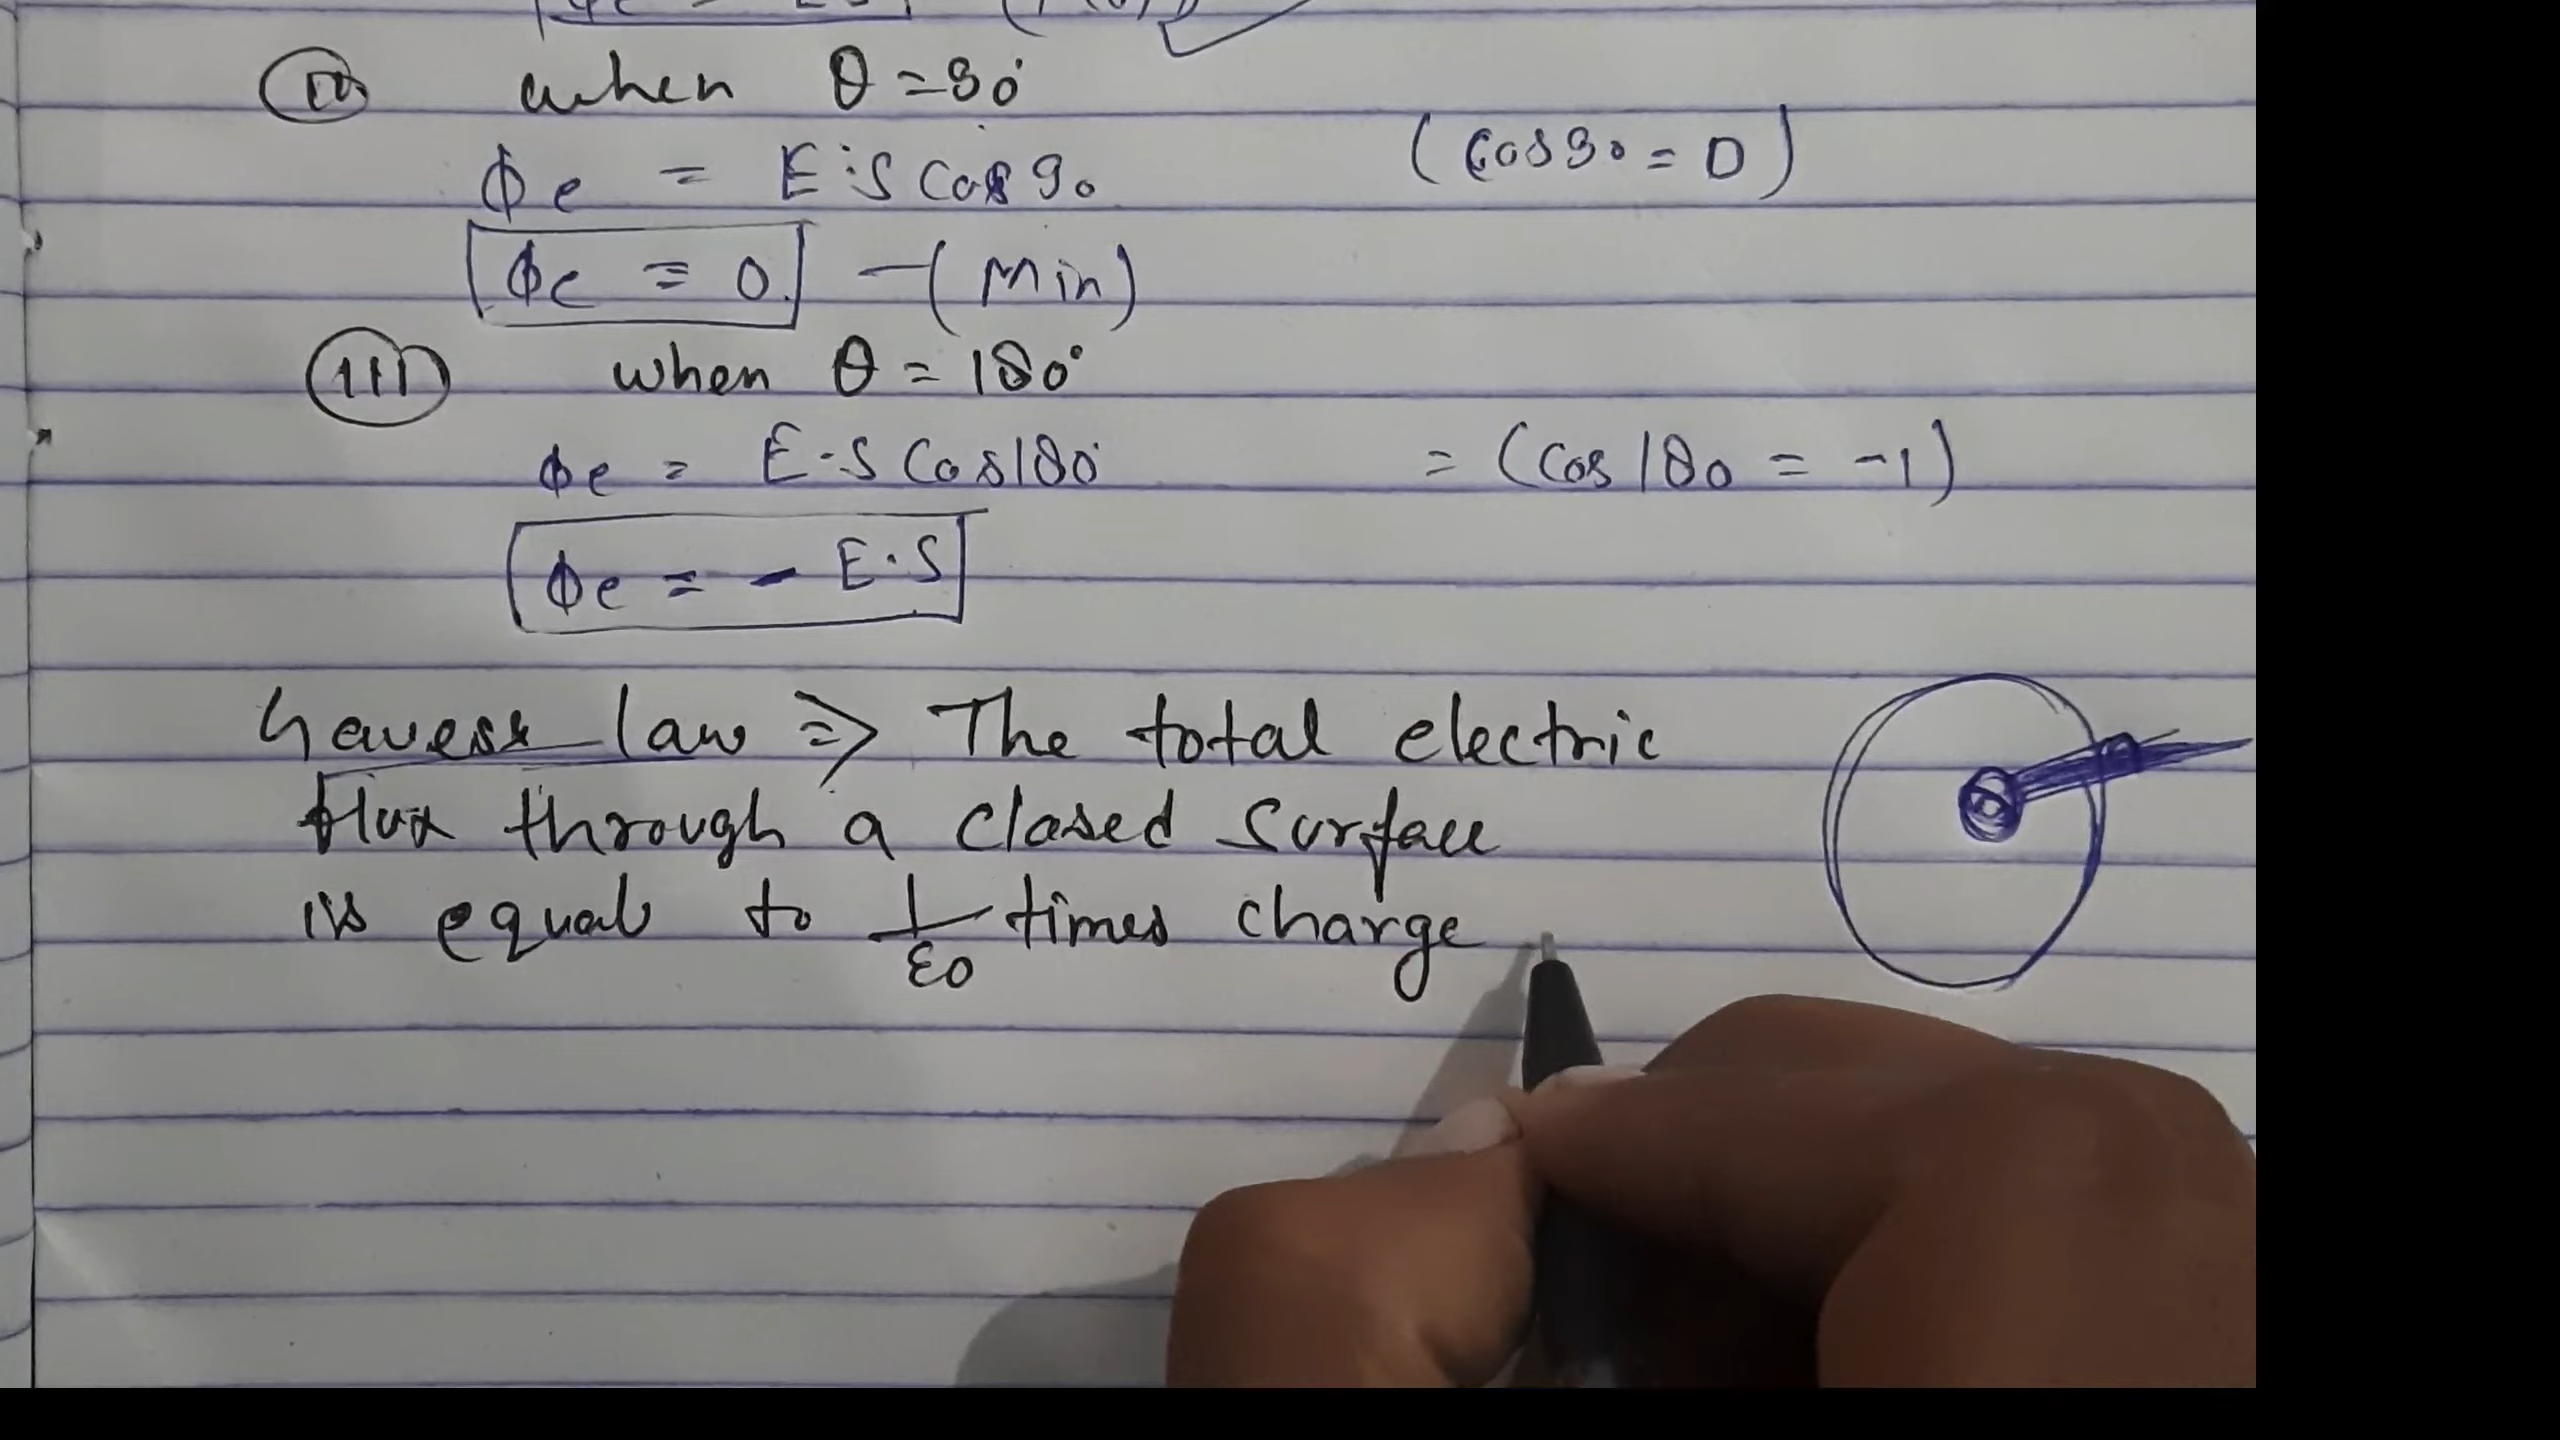 (ii) when θ = 90°
ϕe = E.S Cos 90 (Cos 90 = 0)
ϕe = 0 - (Min)
(iii) when θ = 180°
ϕe = E.S Cos 180° = (Cos 180 = -1)
ϕe = - E.S
law ⇒ The total electric
flux through a closed surface
is equal to 1/ε0 times charge